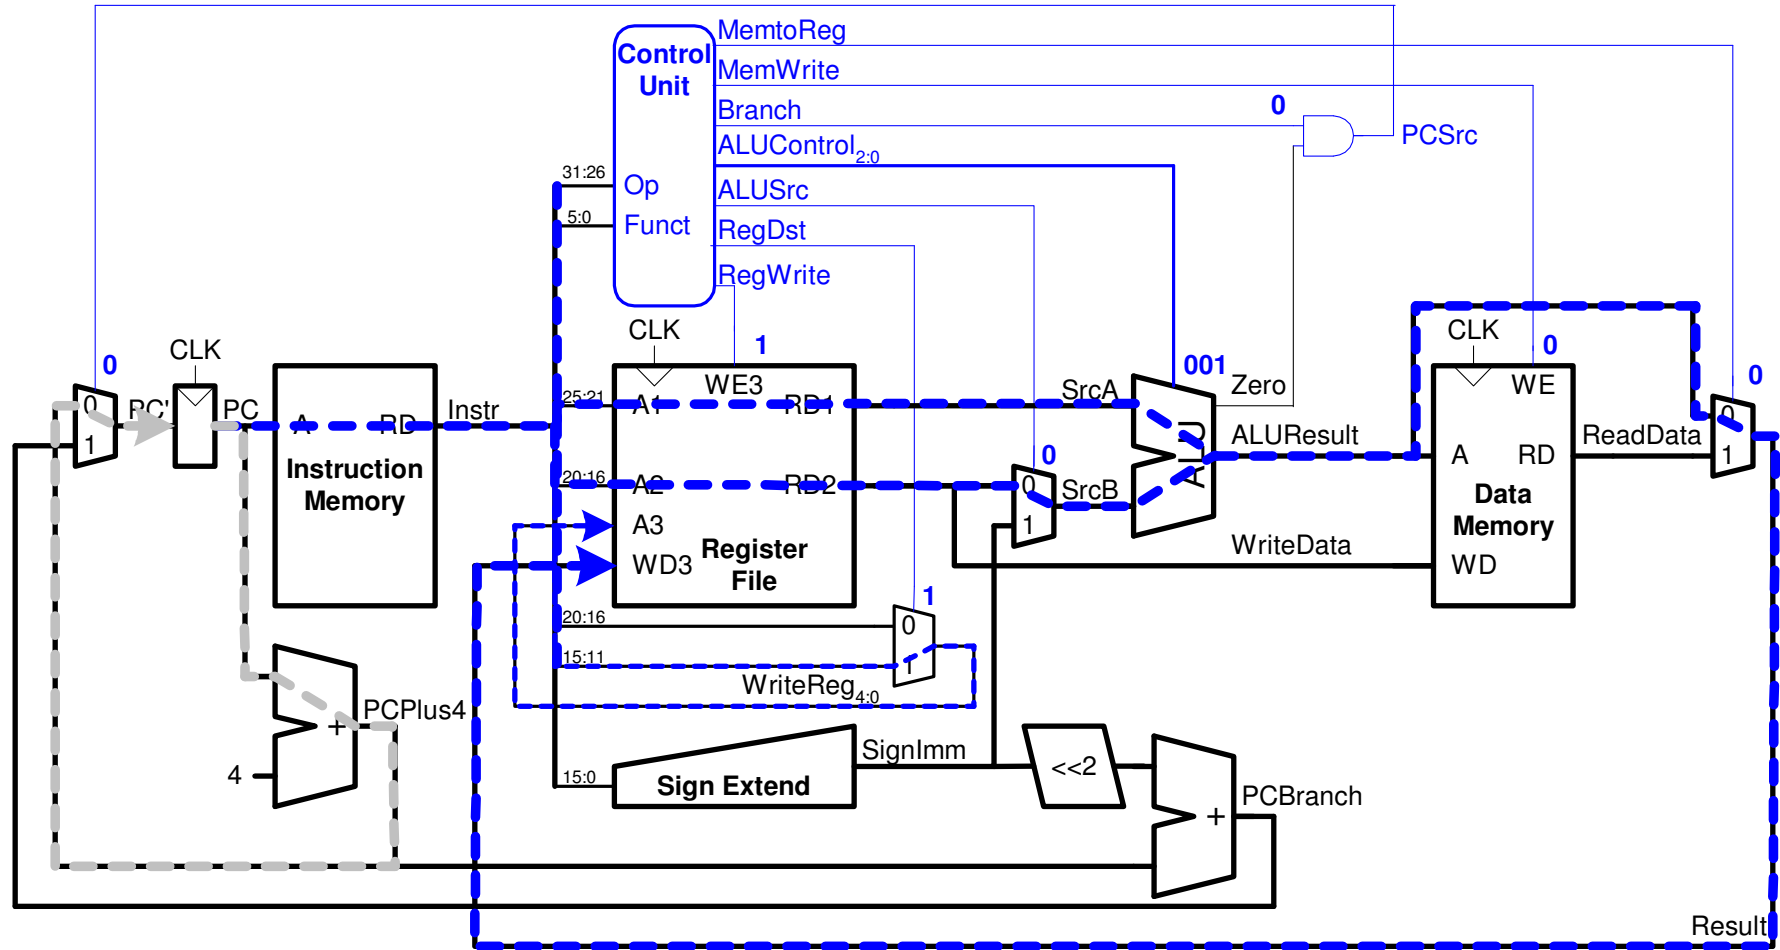 MemtoReg
Control
Unit
MemWrite
Branch
0
PCSrc
ALUControl2:0
31:26
Op
ALUSrc
5:0
Funct
RegDst
RegWrite
CLK
CLK
1
CLK
0
0
001
0
WE3
WE
Zero
0
PC'
PC
Instr
25:21
A1
RD1
SrcA
0
1
A
RD
ALU
ALUResult
A
RD
ReadData
1
Instruction
Memory
20:16
A2
RD2
0
0
SrcB
1
Data
Memory
A3
Register
File
WD3
WriteData
WD
1
20:16
0
15:11
1
WriteReg4:0
PCPlus4
+
4
SignImm
15:0
Sign Extend
<<2
PCBranch
+
Result